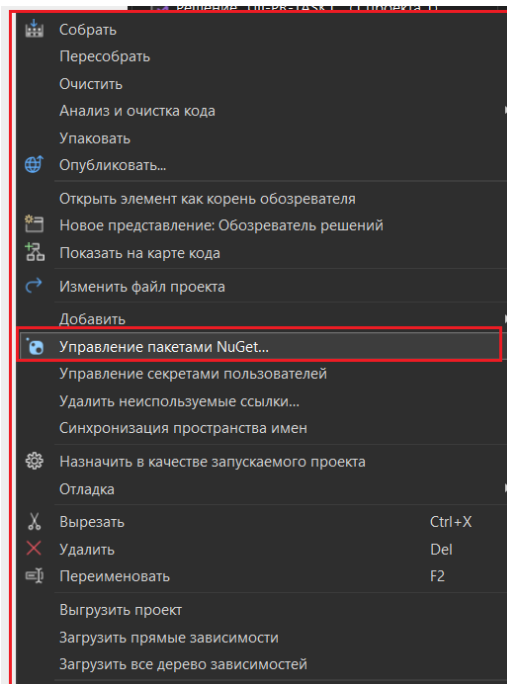 Собрать
Пересобрать
Очистить
Анализ и очистка кода
Упаковать
Опубликовать...
Открыть элемент как корень обозревателя
Новое представление: Обозреватель решений
Показать на карте кода
Изменить файл проекта
Добавить
Управление пакетами NuGet...
Управление секретами пользователей
Удалить неиспользуемые ссылки...
Синхронизация пространства имен
Назначить в качестве запускаемого проекта
Отладка
Вырезать Ctrl+X
Удалить Del
Переименовать F2
Выгрузить проект
Загрузить прямые зависимости
Загрузить все дерево зависимостей